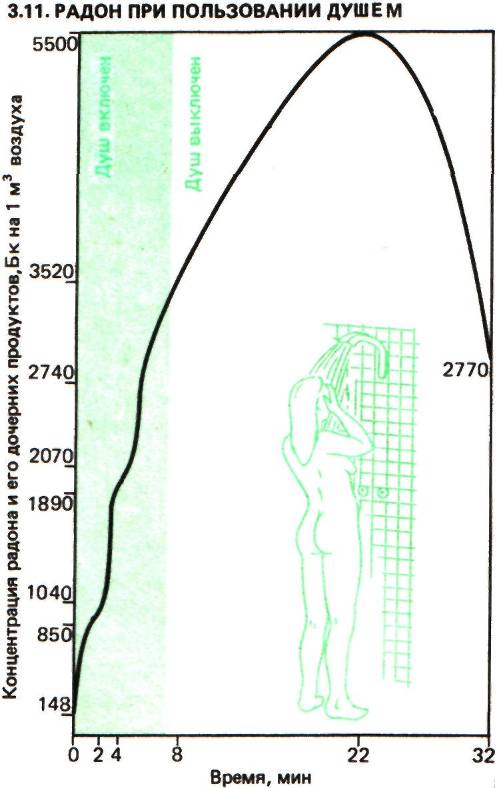 3.11. РАДОН ПРИ ПОЛЬЗОВАНИИ ДУШЕМ
Концентрация радона и его дочерних продуктов, Бк на 1 м³ воздуха
5500
3520
2740
2070
1890
1040
850
148
Душ включен
Душ выключен
2770
0 2 4 8 22 32
Время, мин